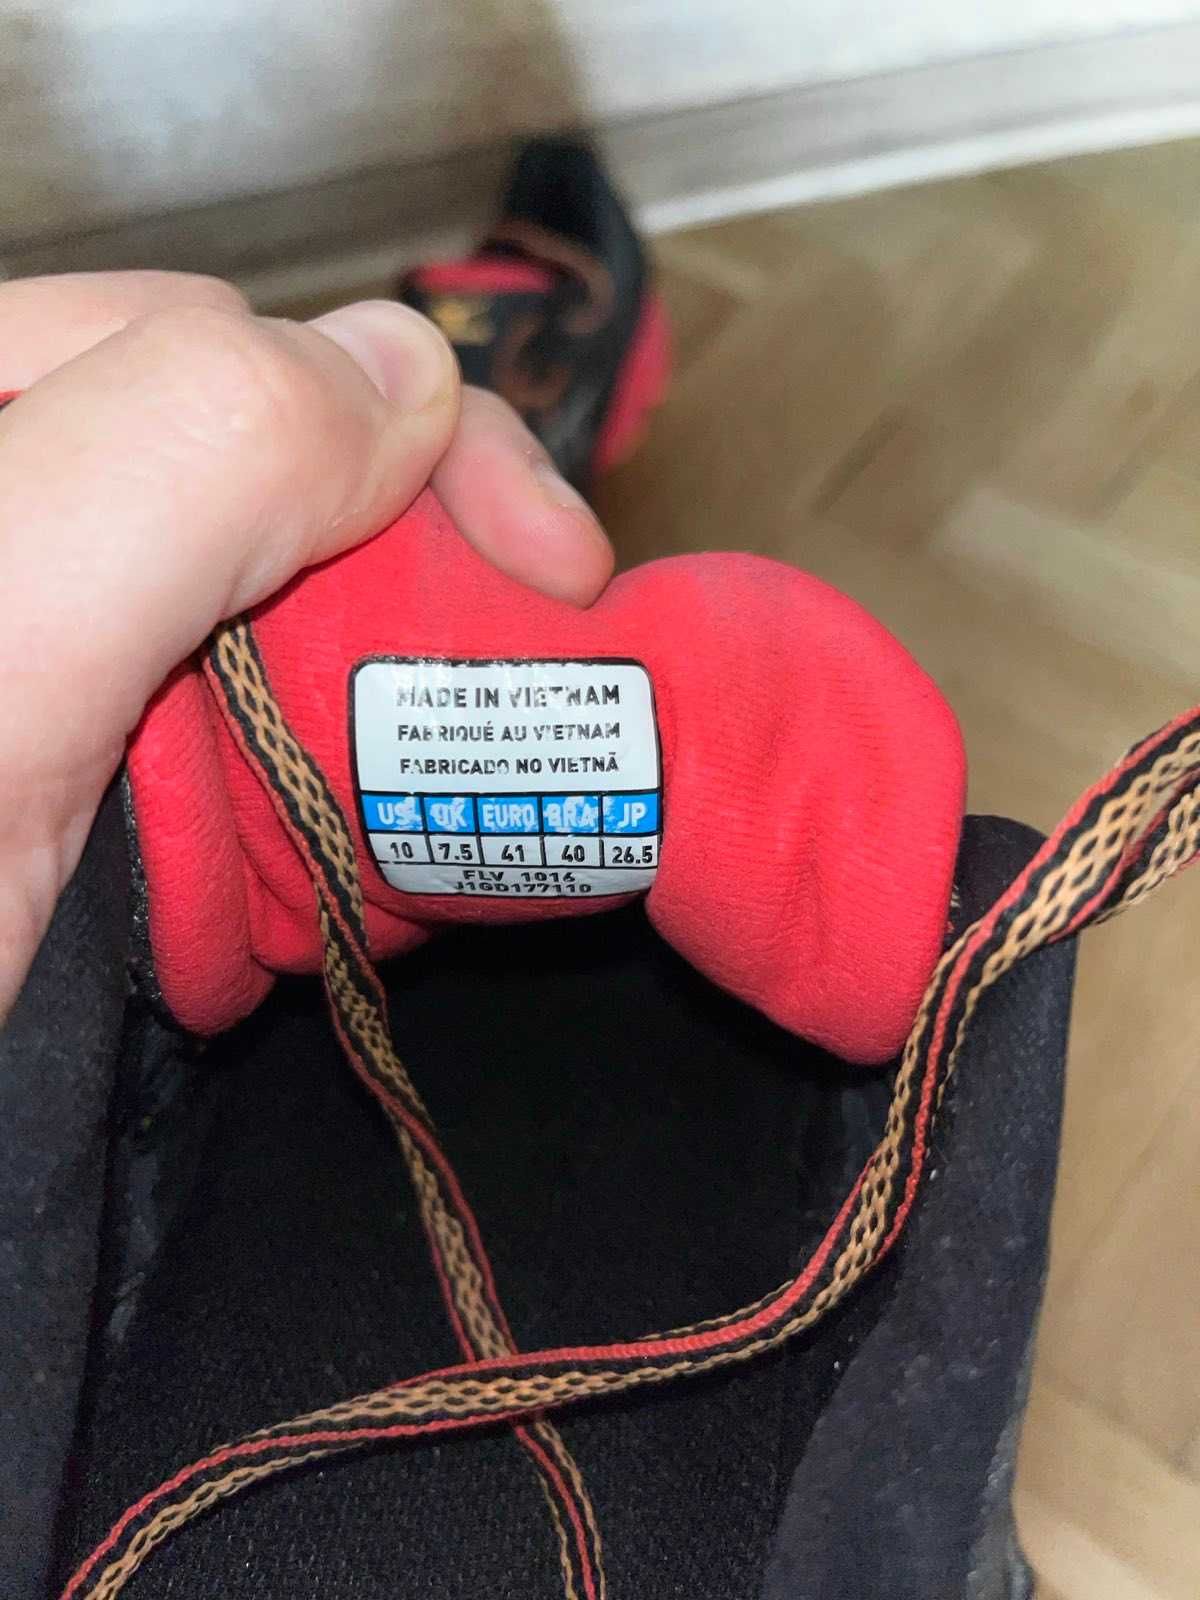 MADE IN VIETNAM
FABRIQUÉ AU VIETNAM
FABRICADO NO VIETNÃ
US UK EURO BRA JP
10 7.5 41 40 26.5
FLV 1016
J1GD177110